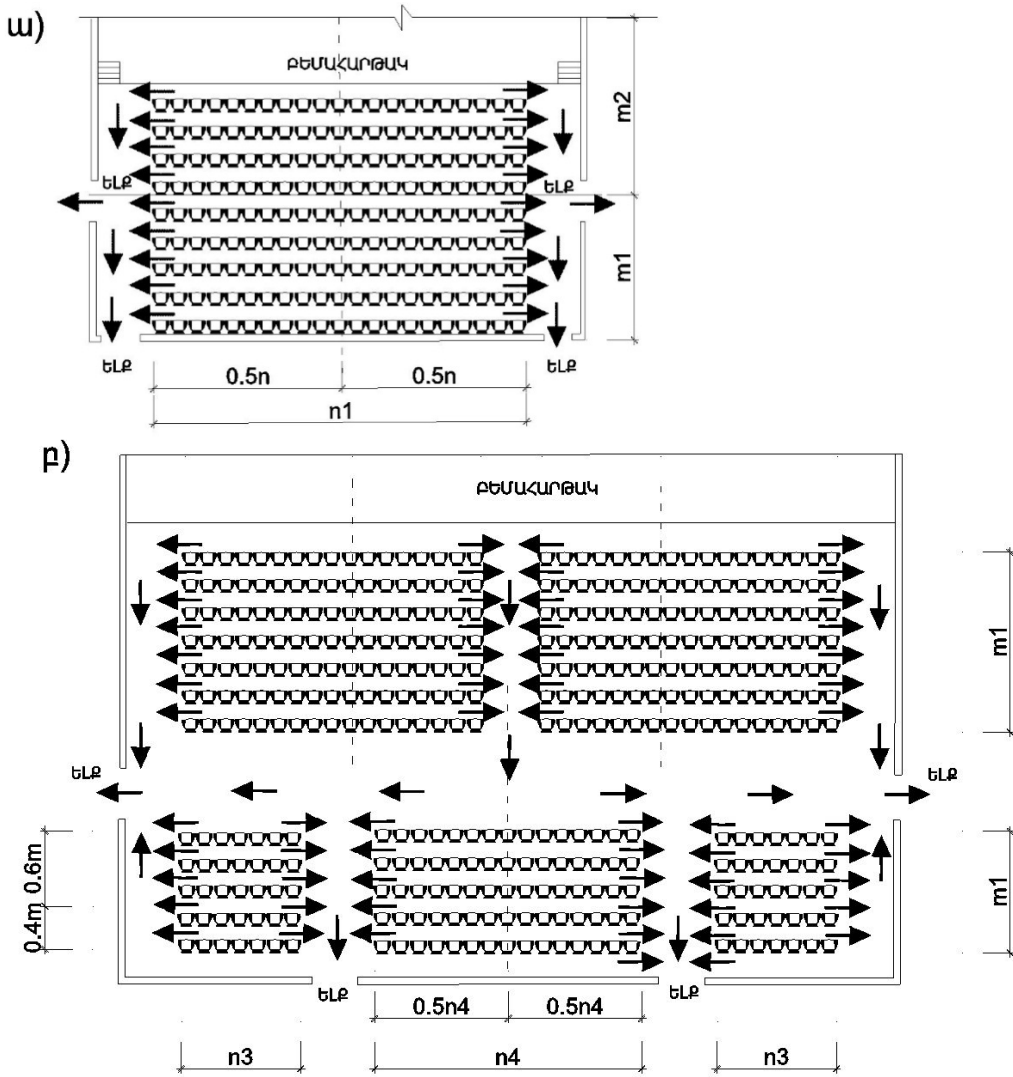 ա)
ԲԵՄԱՀԱՐԹԱԿ
m2
ԵԼՔ
ԵԼՔ
m1
ԵԼՔ
ԵԼՔ
0.5n
0.5n
n1
բ)
ԲԵՄԱՀԱՐԹԱԿ
m1
ԵԼՔ
ԵԼՔ
0.6m
0.4m
m1
ԵԼՔ
ԵԼՔ
0.5n4
0.5n4
n3
n4
n3